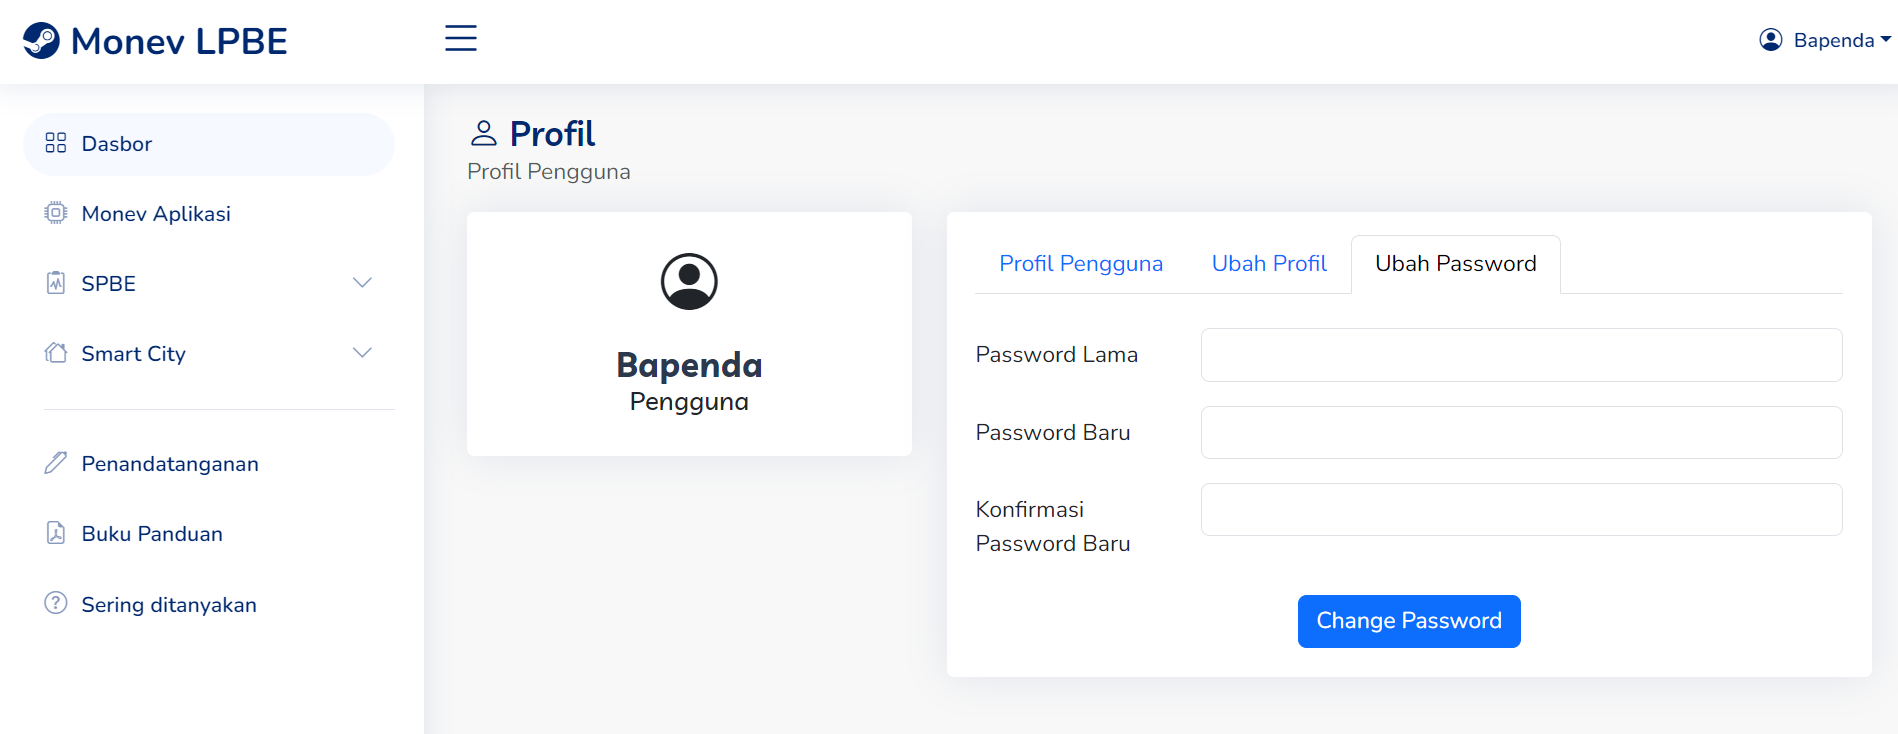 Monev LPBE
Bapenda
Dasbor
Monev Aplikasi
SPBE
Smart City
Penandatanganan
Buku Panduan
Sering ditanyakan
Profil
Profil Pengguna
Bapenda
Pengguna
Profil Pengguna
Ubah Profil
Ubah Password
Password Lama
Password Baru
Konfirmasi
Password Baru
Change Password